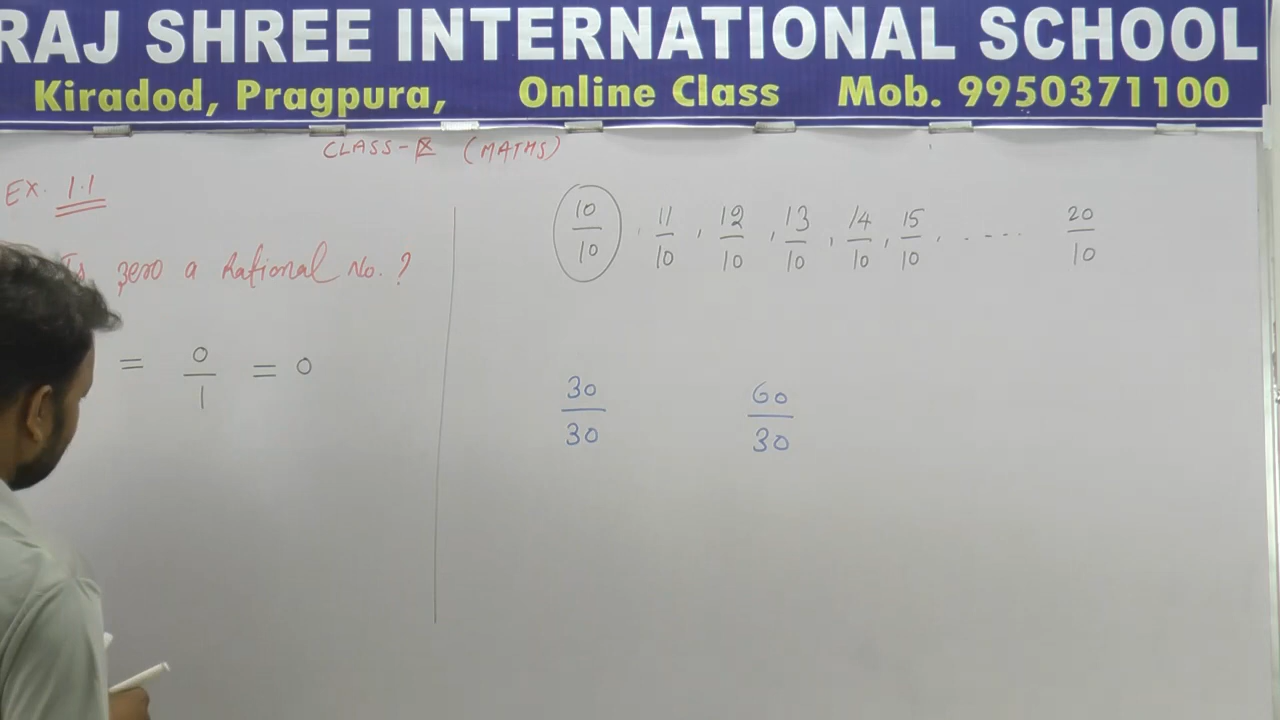 RAJ SHREE INTERNATIONAL SCHOOL
Kiradod, Pragpura, Online Class Mob. 9950371100
CLASS-IX (MATHS)
EX. 1.1
Is zero a Rational No. ?
= 0/1 = 0
10/10, 11/10, 12/10, 13/10, 14/10, 15/10, ..... 20/10
30/30 60/30